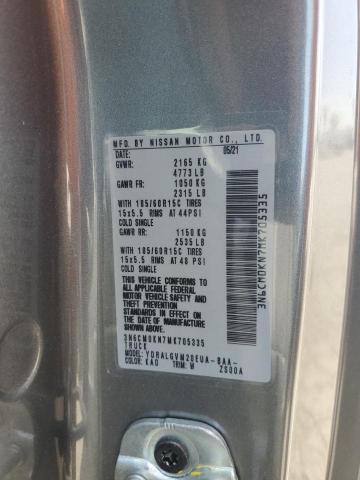 MFD. BY NISSAN MOTOR CO., LTD.
DATE: 05/21
GVWR: 2165 KG
4773 LB
GAWR FR: 1050 KG
2315 LB
WITH 185/60R15C TIRES
15x5.5 RIMS AT 44PSI
COLD SINGLE
GAWR RR: 1150 KG
2535 LB
WITH 185/60R15C TIRES
15x5.5 RIMS AT 48 PSI
COLD SINGLE
THIS VEHICLE CONFORMS TO
ALL APPLICABLE FEDERAL
MOTOR VEHICLE SAFETY
AND THEFT PREVENTION
STANDARDS IN EFFECT ON
THE DATE OF MANUFACTURE
SHOWN ABOVE.
3N6CM0KN7MK705335
TRUCK
MODEL: YDRALGVM20EUA-BAA-
COLOR: KAD TRIM: W ZS00A
3N6CM0KN7MK705335